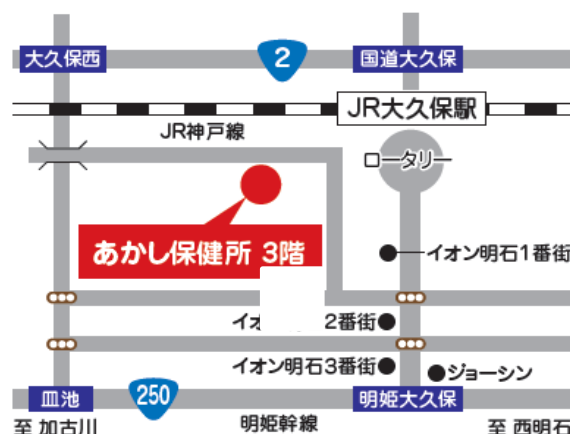 大久保西
2
国道大久保
JR大久保駅
JR神戸線
ロータリー
あかし保健所 3階
イオン明石1番街
イオ 2番街
イオン明石3番街
ジョーシン
皿池
250
明姫幹線
明姫大久保
至 加古川
至 西明石